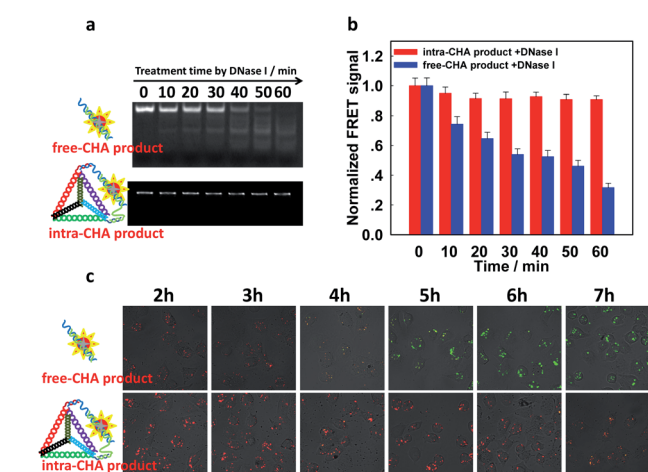 a
Treatment time by DNase I / min
0 10 20 30 40 50 60
free-CHA product
intra-CHA product
b
intra-CHA product +DNase I
free-CHA product +DNase I
Normalized FRET signal
1.2
1.0
.8
.6
.4
.2
0.0
0 10 20 30 40 50 60
Time / min
c
2h 3h 4h 5h 6h 7h
free-CHA product
intra-CHA product